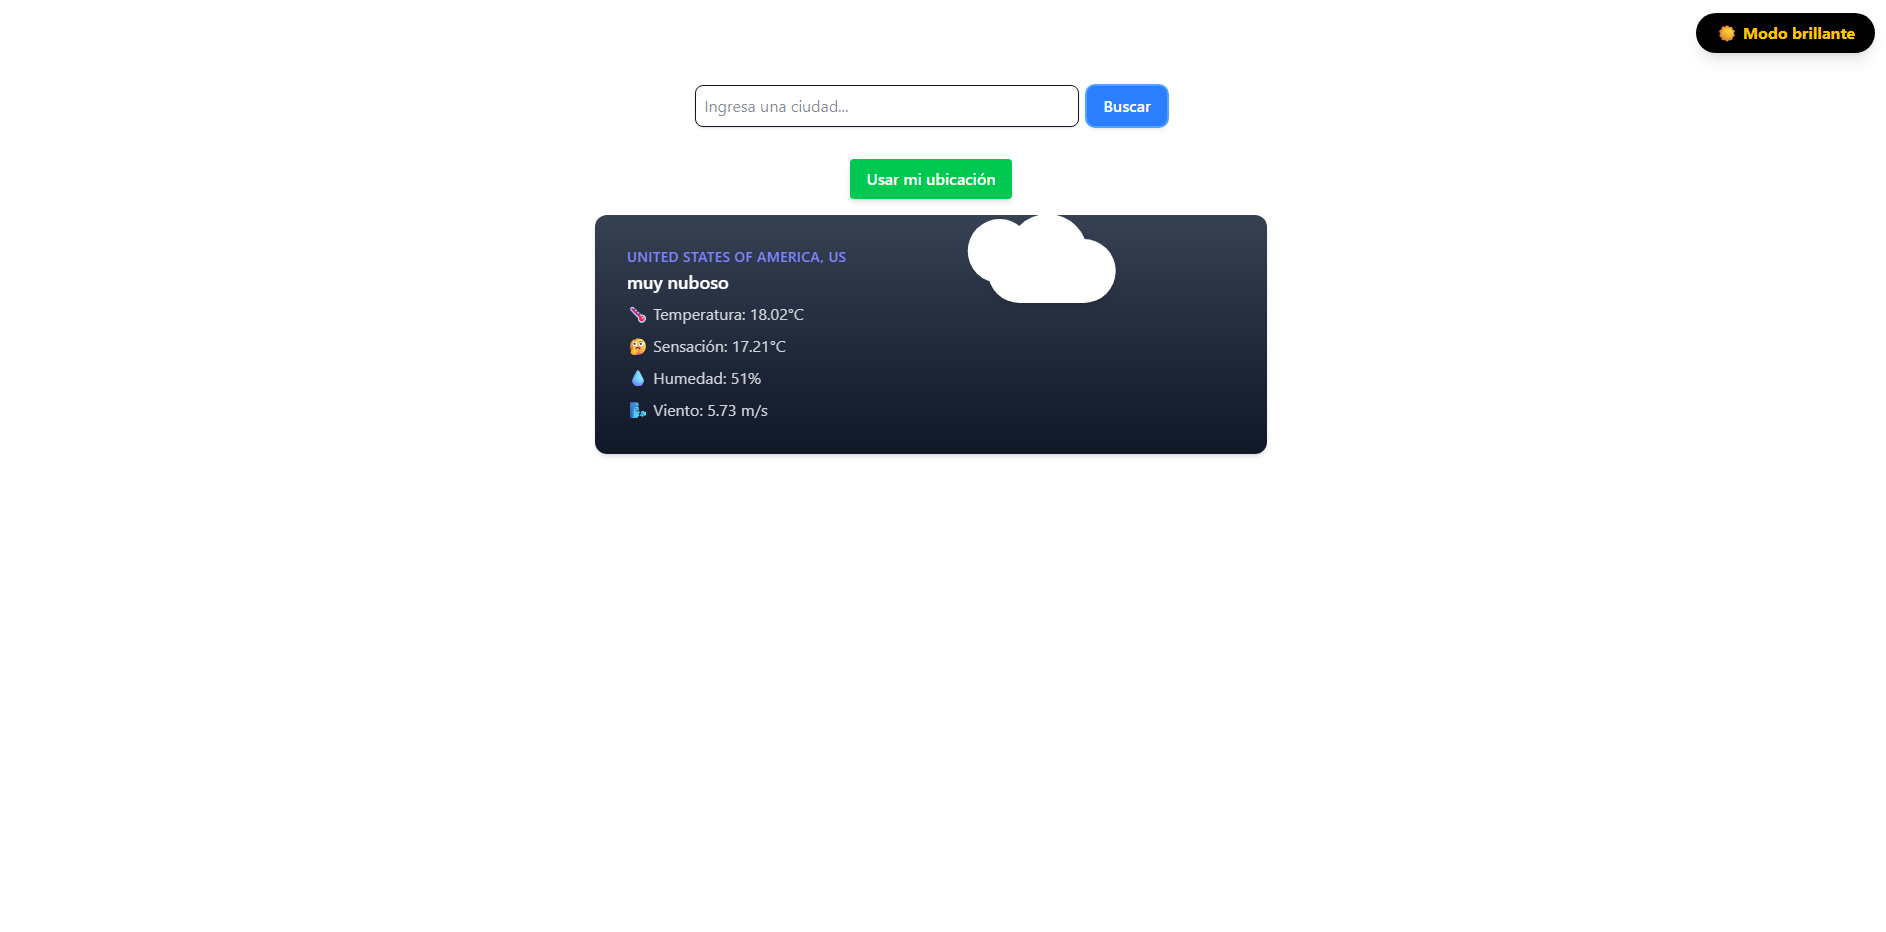 Modo brillante
Ingresa una ciudad...
Buscar
Usar mi ubicación
UNITED STATES OF AMERICA, US
muy nuboso
Temperatura: 18.02°C
Sensación: 17.21°C
Humedad: 51%
Viento: 5.73 m/s